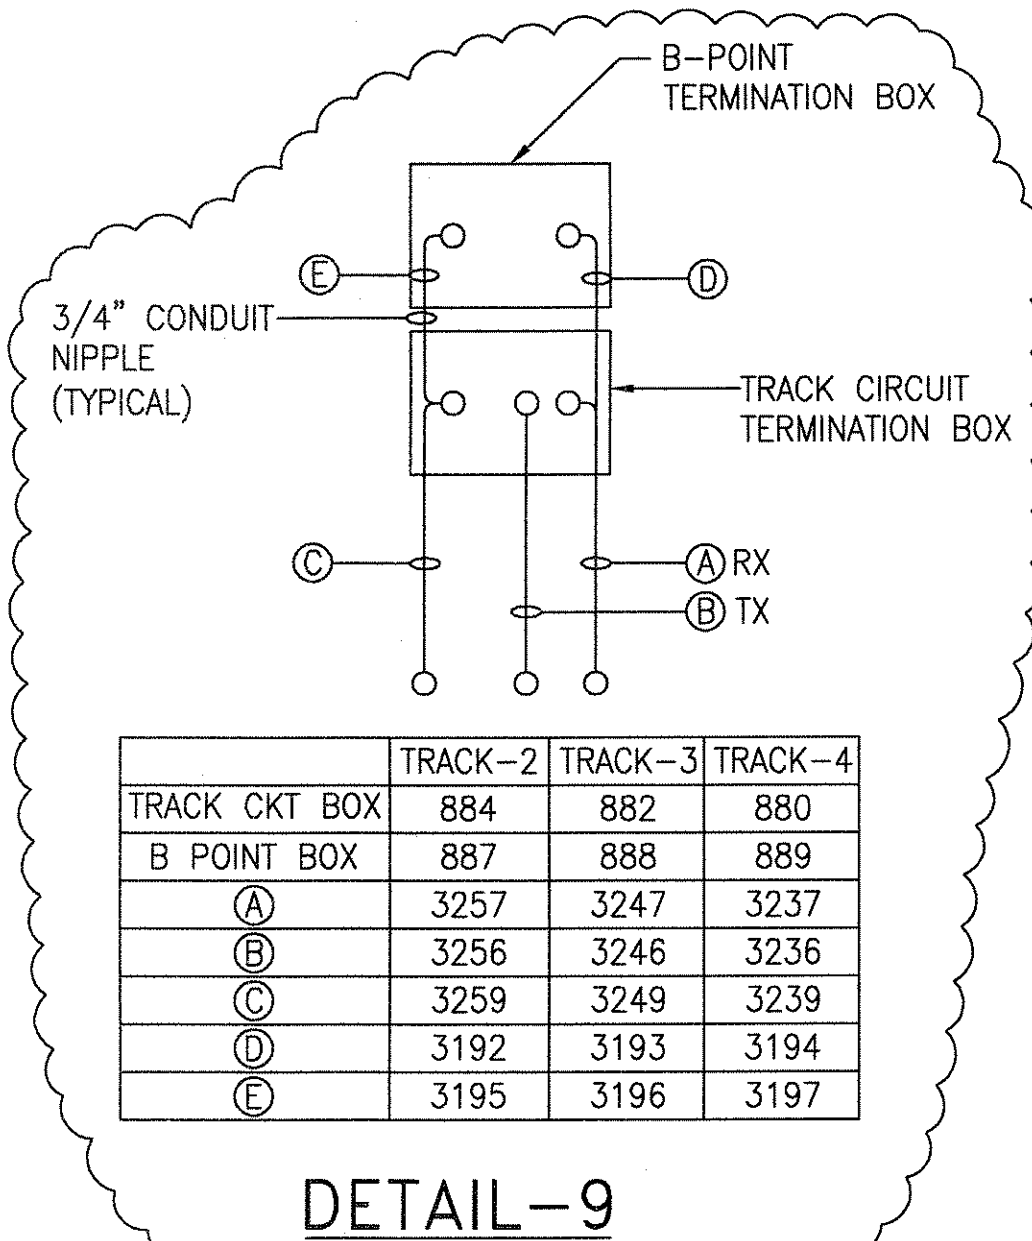 B-POINT
TERMINATION BOX
E
D
3/4" CONDUIT
NIPPLE
(TYPICAL)
TRACK CIRCUIT
TERMINATION BOX
C
A RX
B TX
TRACK-2 TRACK-3 TRACK-4
TRACK CKT BOX 884 882 880
B POINT BOX 887 888 889
A 3257 3247 3237
B 3256 3246 3236
C 3259 3249 3239
D 3192 3193 3194
E 3195 3196 3197
DETAIL-9